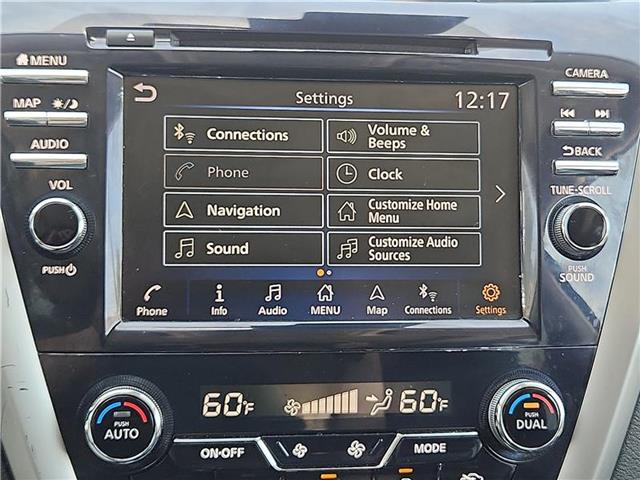 MENU
CAMERA
MAP
AUDIO
BACK
VOL
TUNE·SCROLL
PUSH
PUSH
SOUND
Settings
12:17
Connections
Volume &
Beeps
Phone
Clock
Navigation
Customize Home
Menu
Sound
Customize Audio
Sources
Phone
Info
Audio
MENU
Map
Connections
Settings
60°F
60°F
PUSH
AUTO
PUSH
DUAL
ON·OFF
MODE